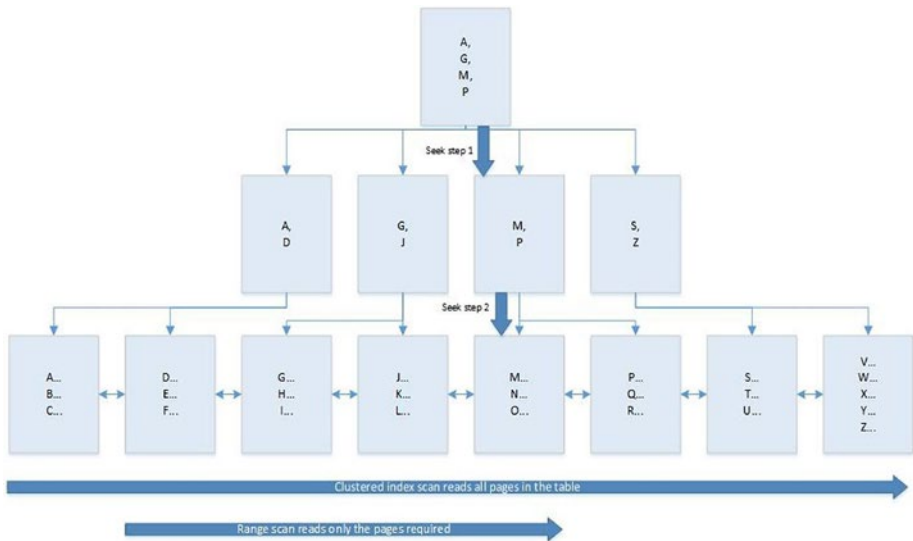 A,
G,
M,
P
Seek step 1
A,
D
G,
J
M,
P
S,
Z
Seek step 2
A...
B...
C...
D...
E...
F...
G...
H...
I...
J...
K...
L...
M...
N...
O...
P...
Q...
R...
S...
T...
U...
V...
W...
X...
Y...
Z...
Clustered index scan reads all pages in the table
Range scan reads only the pages required